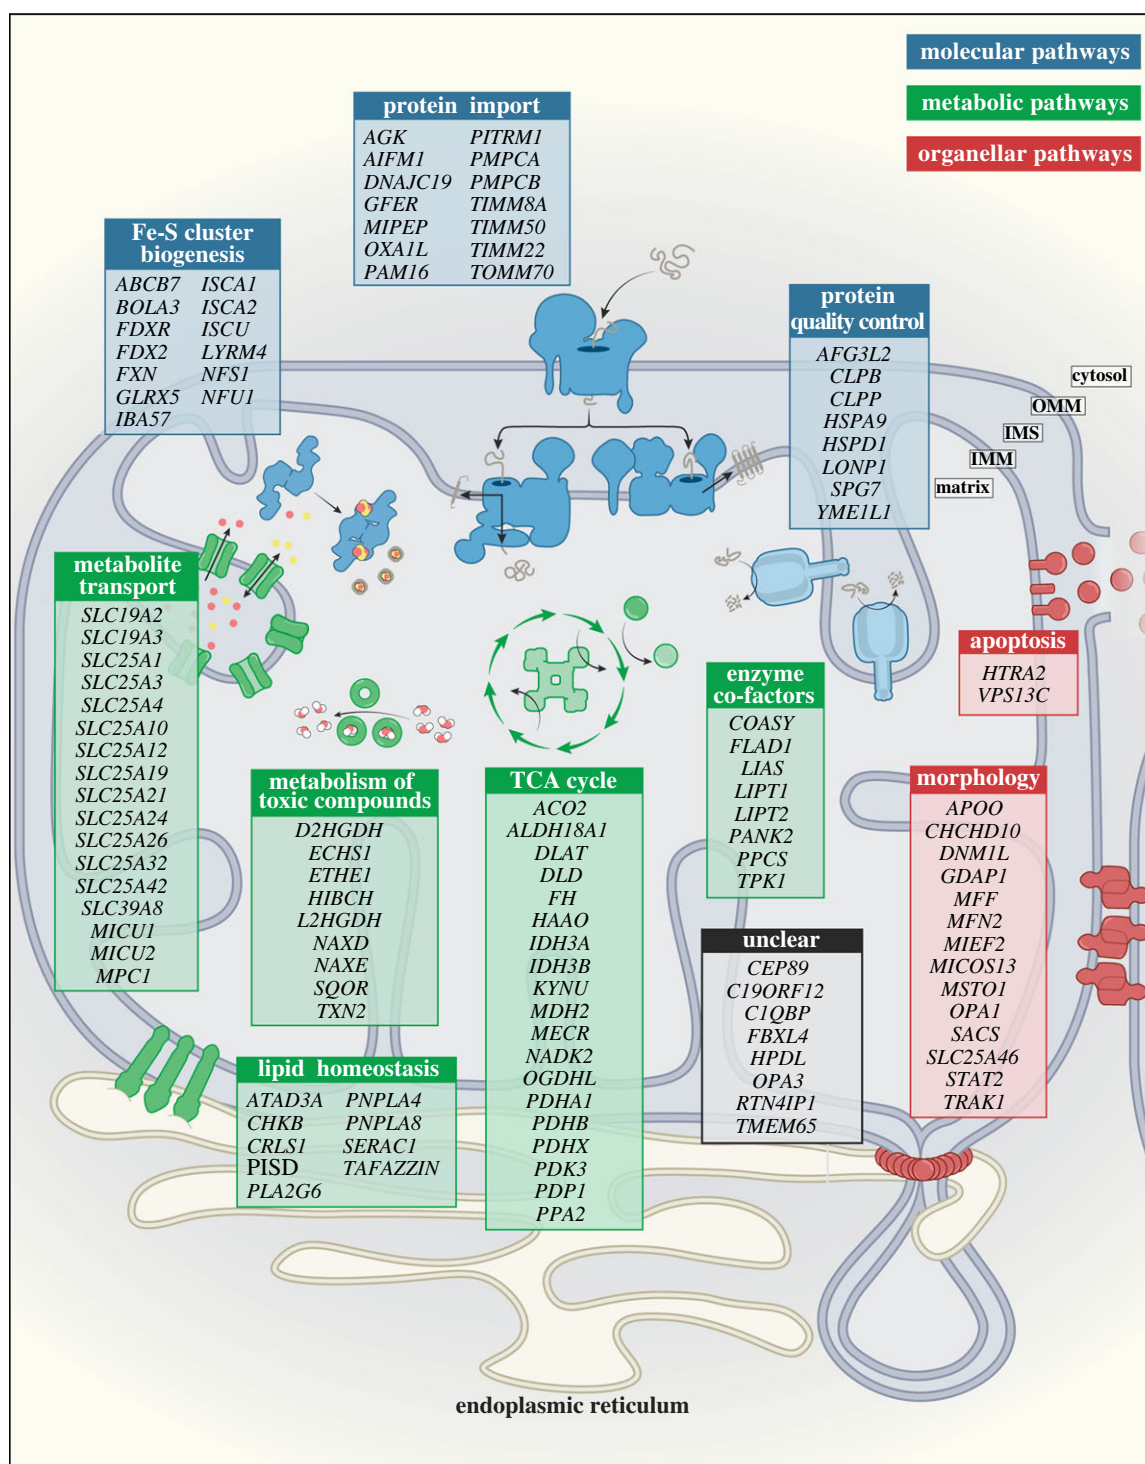 molecular pathways
metabolic pathways
organellar pathways
protein import
AGK PITRM1
AIFM1 PMPCA
DNAJC19 PMPCB
GFER TIMM8A
MIPEP TIMM50
OXA1L TIMM22
PAM16 TOMM70
Fe-S cluster
biogenesis
ABCB7 ISCA1
BOLA3 ISCA2
FDXR ISCU
FDX2 LYRM4
FXN NFS1
GLRX5 NFU1
IBA57
protein
quality control
AFG3L2
CLPB
CLPP
HSPA9
HSPD1
LONP1
SPG7
YME1L1
cytosol
OMM
IMS
IMM
matrix
metabolite
transport
SLC19A2
SLC19A3
SLC25A1
SLC25A3
SLC25A4
SLC25A10
SLC25A12
SLC25A19
SLC25A21
SLC25A24
SLC25A26
SLC25A32
SLC25A42
SLC39A8
MICU1
MICU2
MPC1
apoptosis
HTRA2
VPS13C
enzyme
co-factors
COASY
FLAD1
LIAS
LIPT1
LIPT2
PANK2
PPCS
TPK1
metabolism of
toxic compounds
D2HGDH
ECHS1
ETHE1
HIBCH
L2HGDH
NAXD
NAXE
SQOR
TXN2
TCA cycle
ACO2
ALDH18A1
DLAT
DLD
FH
HAAO
IDH3A
IDH3B
KYNU
MDH2
MECR
NADK2
OGDHL
PDHA1
PDHB
PDHX
PDK3
PDP1
PPA2
morphology
APOO
CHCHD10
DNM1L
GDAP1
MFF
MFN2
MIEF2
MICOS13
MSTO1
OPA1
SACS
SLC25A46
STAT2
TRAK1
unclear
CEP89
C19ORF12
C1QBP
FBXL4
HPDL
OPA3
RTN4IP1
TMEM65
lipid homeostasis
ATAD3A PNPLA4
CHKB PNPLA8
CRLS1 SERAC1
PISD TAFAZZIN
PLA2G6
endoplasmic reticulum